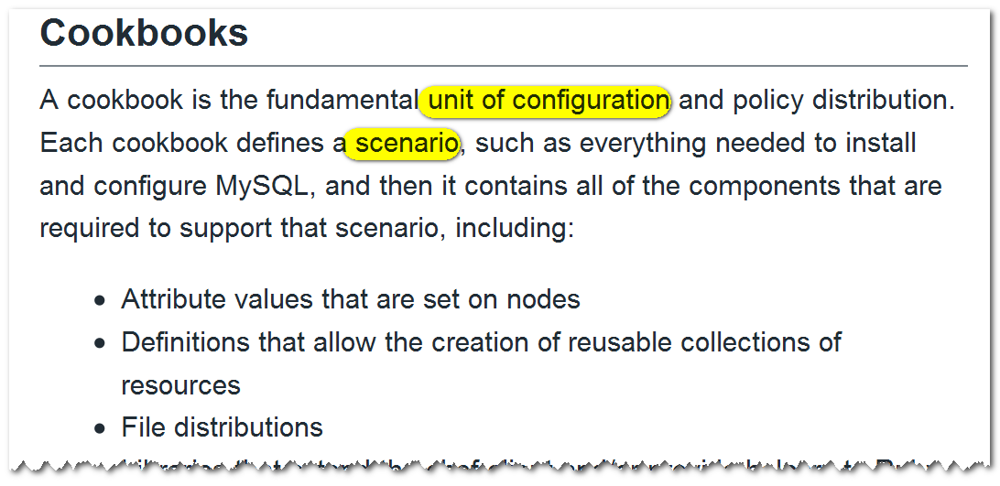 Cookbooks
A cookbook is the fundamental unit of configuration and policy distribution.
Each cookbook defines a scenario, such as everything needed to install
and configure MySQL, and then it contains all of the components that are
required to support that scenario, including:
• Attribute values that are set on nodes
• Definitions that allow the creation of reusable collections of
resources
• File distributions